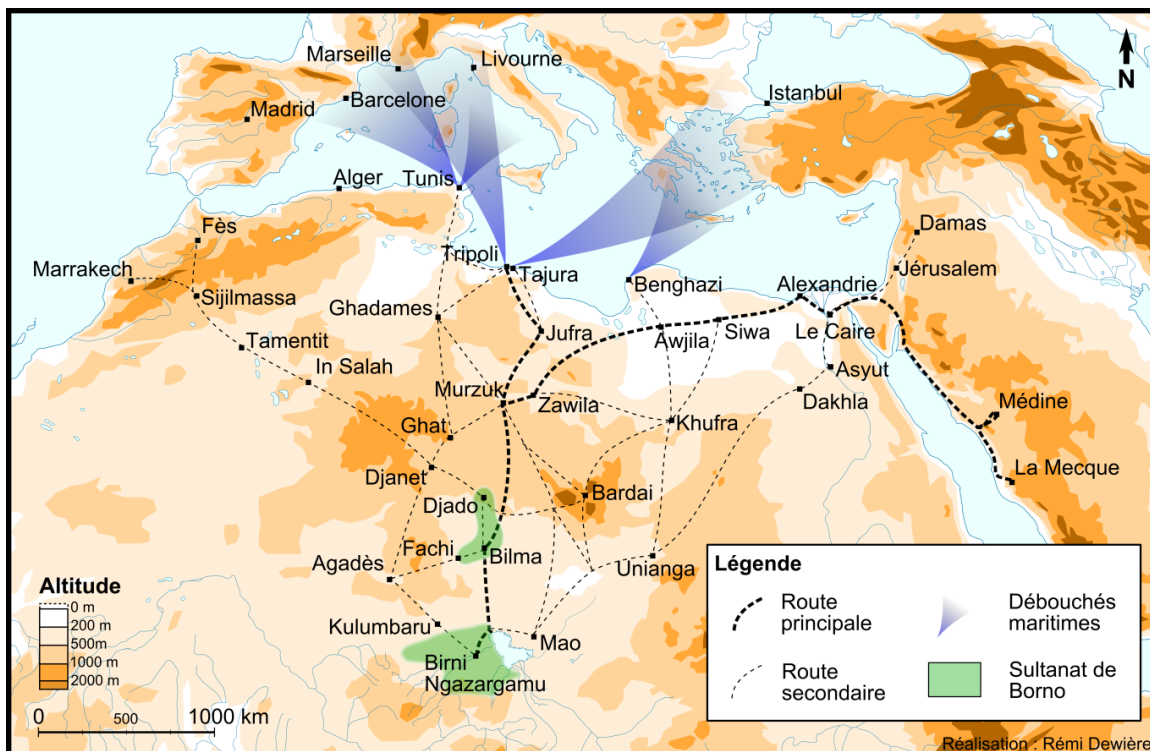 Marseille
Livourne
N
Barcelone
Istanbul
Madrid
Alger
Tunis
Fès
Damas
Tripoli
Tajura
Marrakech
Jérusalem
Sijilmassa
Benghazi
Alexandrie
Ghadames
Jufra
Awjila
Siwa
Le Caire
Tamentit
In Salah
Asyut
Murzuk
Zawila
Dakhla
Médine
Ghat
Khufra
La Mecque
Djanet
Bardai
Djado
Fachi
Bilma
Agadès
Unianga
Kulumbaru
Mao
Birni
Ngazargamu
Altitude
0 m
200 m
500m
1000 m
2000 m
0 500 1000 km
Légende
Route
principale
Débouchés
maritimes
Route
secondaire
Sultanat de
Borno
Réalisation : Rémi Dewière